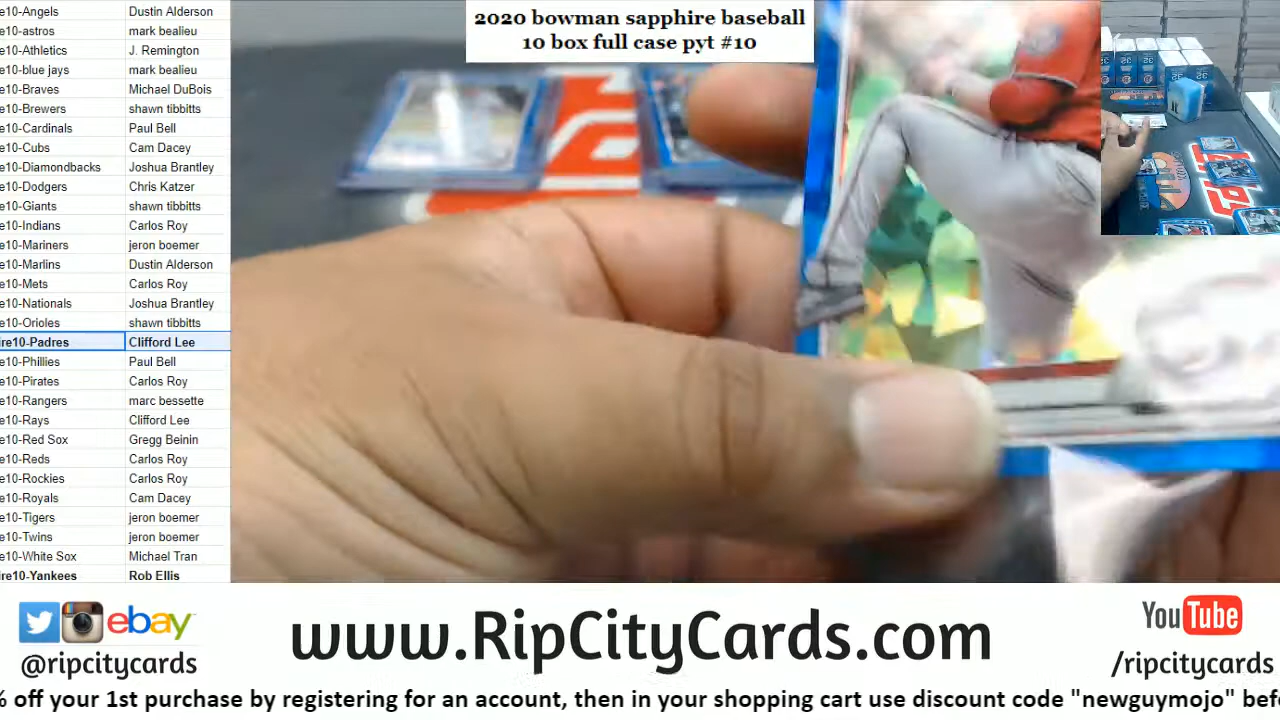 2020 bowman sapphire baseball
10 box full case pyt #10
e10-Angels Dustin Alderson
e10-astros mark bealieu
e10-Athletics J. Remington
e10-blue jays mark bealieu
e10-Braves Michael DuBois
e10-Brewers shawn tibbitts
e10-Cardinals Paul Bell
e10-Cubs Cam Dacey
e10-Diamondbacks Joshua Brantley
e10-Dodgers Chris Katzer
e10-Giants shawn tibbitts
e10-Indians Carlos Roy
e10-Mariners jeron boemer
e10-Marlins Dustin Alderson
e10-Mets Carlos Roy
e10-Nationals Joshua Brantley
e10-Orioles shawn tibbitts
ire10-Padres Clifford Lee
e10-Phillies Paul Bell
e10-Pirates Carlos Roy
e10-Rangers marc bessette
e10-Rays Clifford Lee
e10-Red Sox Gregg Beinin
e10-Reds Carlos Roy
e10-Rockies Carlos Roy
e10-Royals Cam Dacey
e10-Tigers jeron boemer
e10-Twins jeron boemer
e10-White Sox Michael Tran
ire10-Yankees Rob Ellis
ebay
@ripcitycards
www.RipCityCards.com
YouTube
/ripcitycards
% off your 1st purchase by registering for an account, then in your shopping cart use discount code "newguymojo" bef